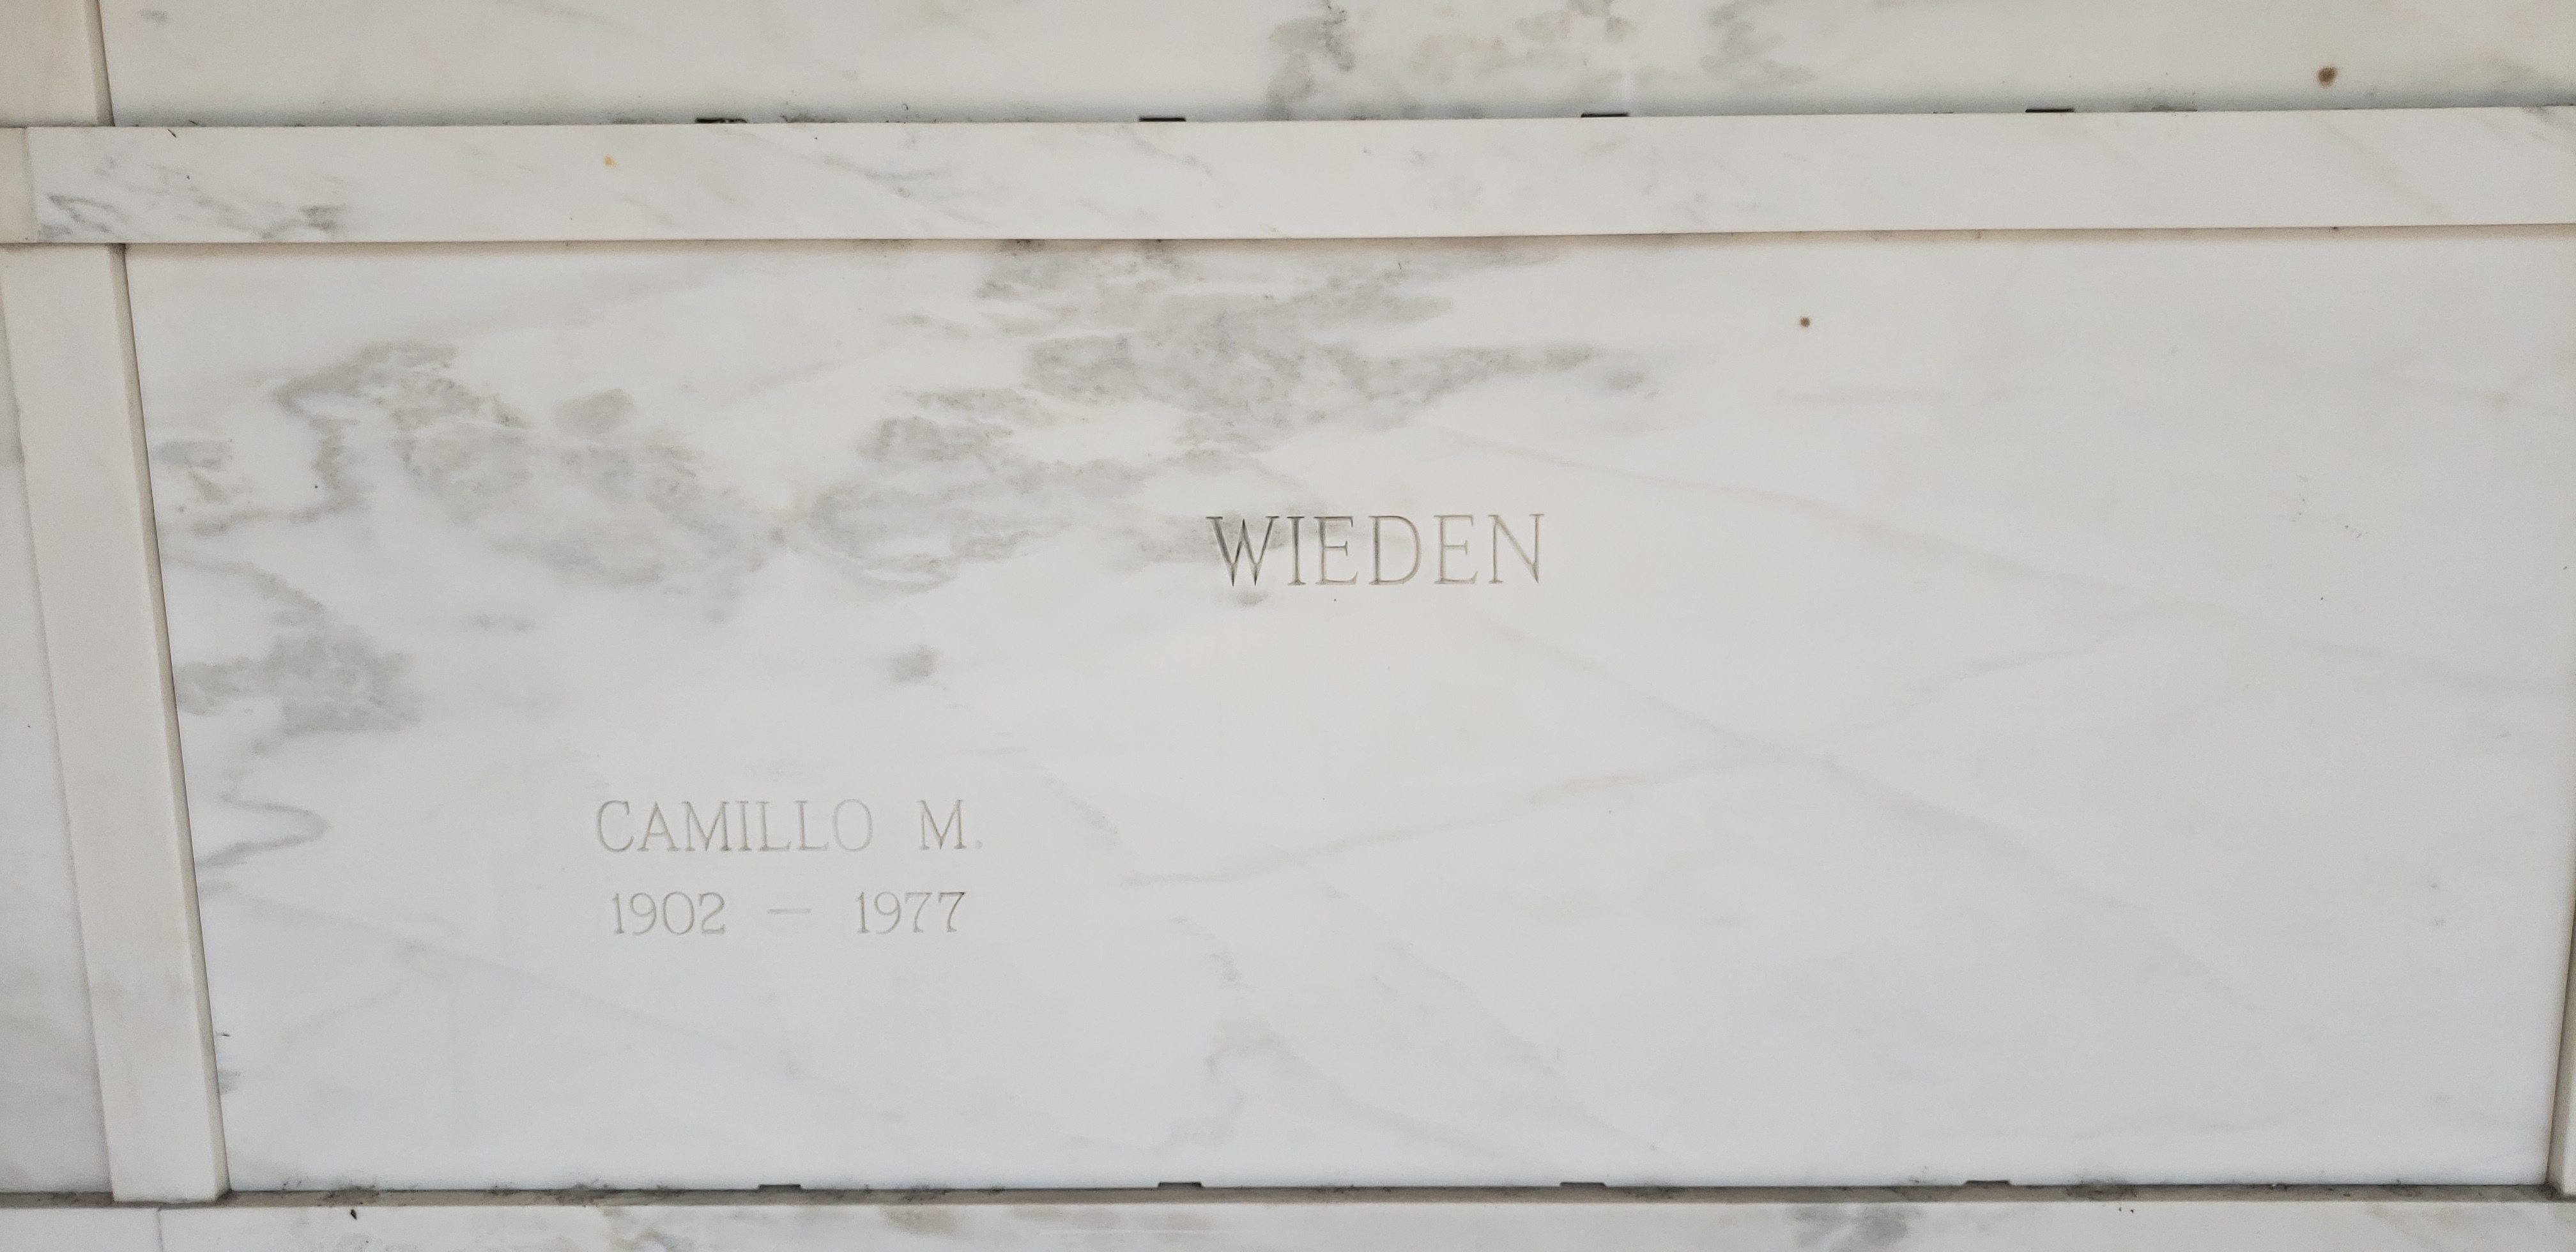 WIEDEN
CAMILLO M.
1902 — 1977